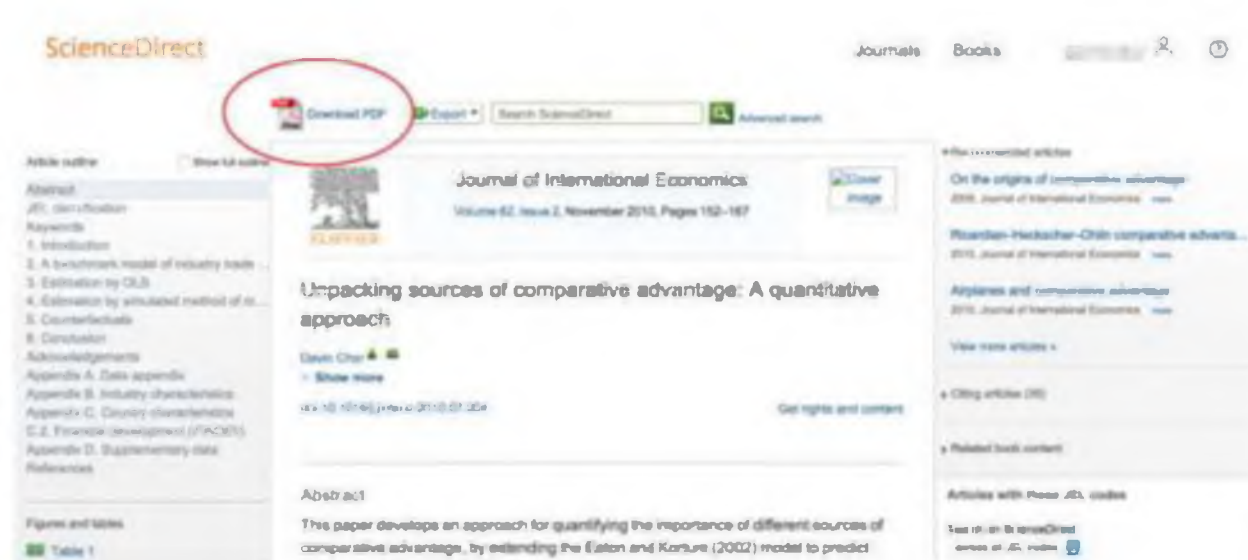 ScienceDirect
Journals Books
Download PDF Export Search ScienceDirect Advanced search
Article outline Show full outline
Abstract
JEL classification
Keywords
1. Introduction
2. A benchmark model of industry trade ...
3. Estimation by OLS
4. Estimation by simulated method of m...
5. Counterfactuals
6. Conclusion
Acknowledgements
Appendix A. Data appendix
Appendix B. Industry characteristics
Appendix C. Country characteristics
C.2. Financial development
Appendix D. Supplementary data
References
Figures and tables
Table 1
ELSEVIER
Journal of International Economics
Volume 82, Issue 2, November 2010, Pages 152–167
Cover
image
Unpacking sources of comparative advantage: A quantitative
approach
Davin Chor
Show more
Get rights and content
Abstract
This paper develops an approach for quantifying the importance of different sources of
comparative advantage, by extending the Eaton and Kortum (2002) model to predict
Recommended articles
On the origins of comparative advantage
Journal of International Economics
Ricardian-Heckscher-Ohlin comparative advanta...
2015, Journal of International Economics
Airplanes and comparative advantage
2010, Journal of International Economics
View more articles »
Citing articles
Related book content
Articles with these JEL codes